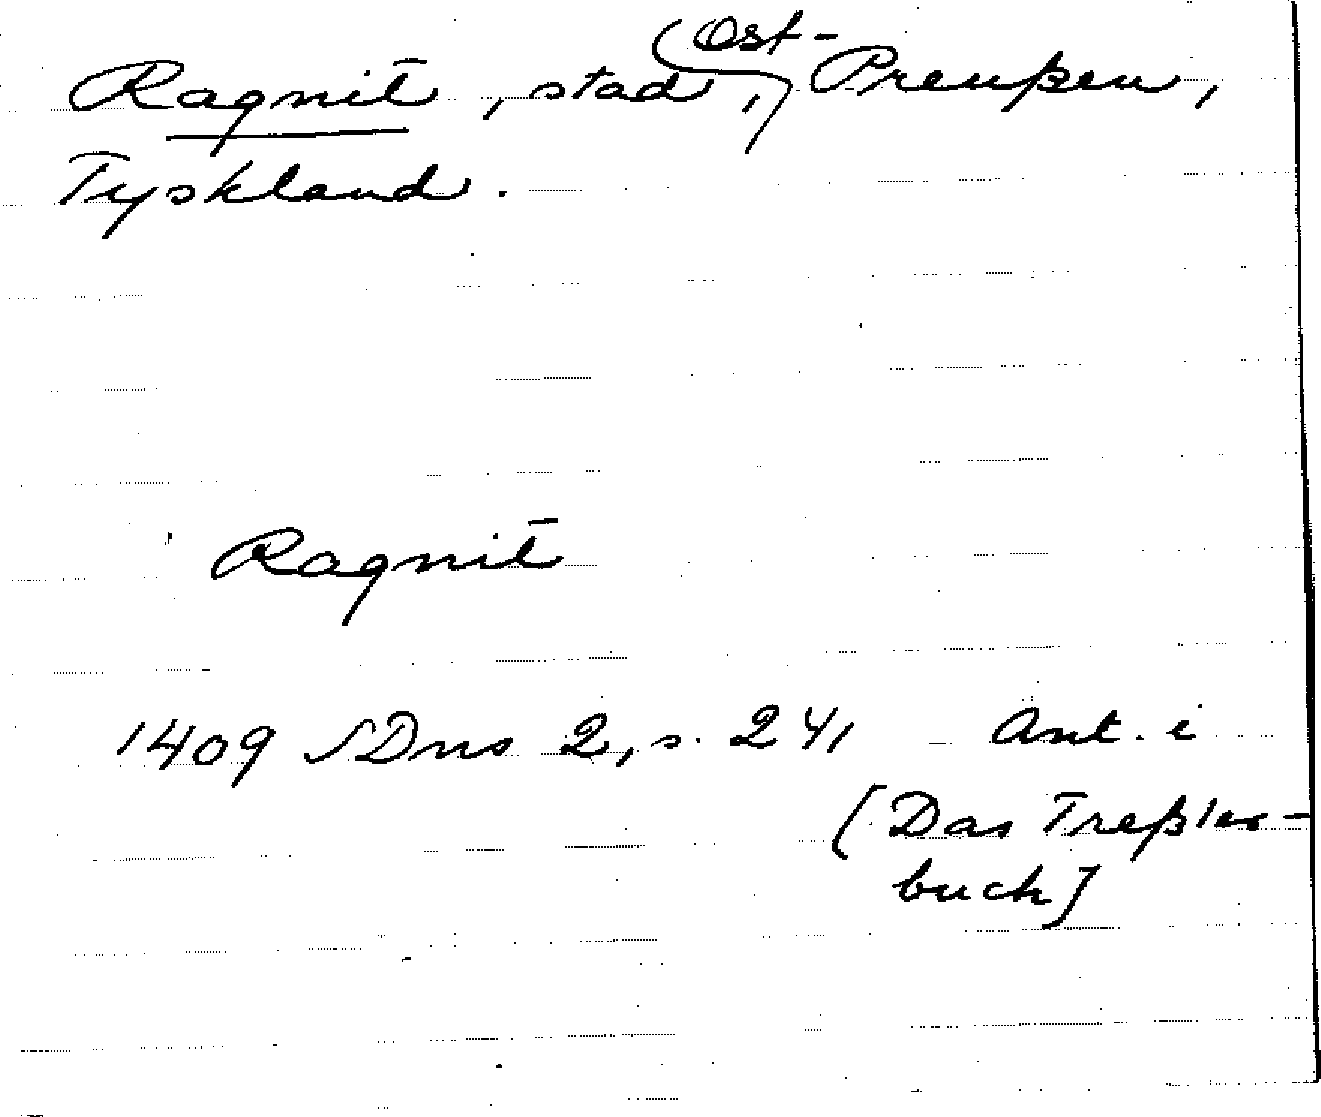 Ragnit, stad, Ost-Preußen,
Tyskland.
Ragnit
1409 SDns 2, s. 241 Ant. i
[Das Treßler-
buch]